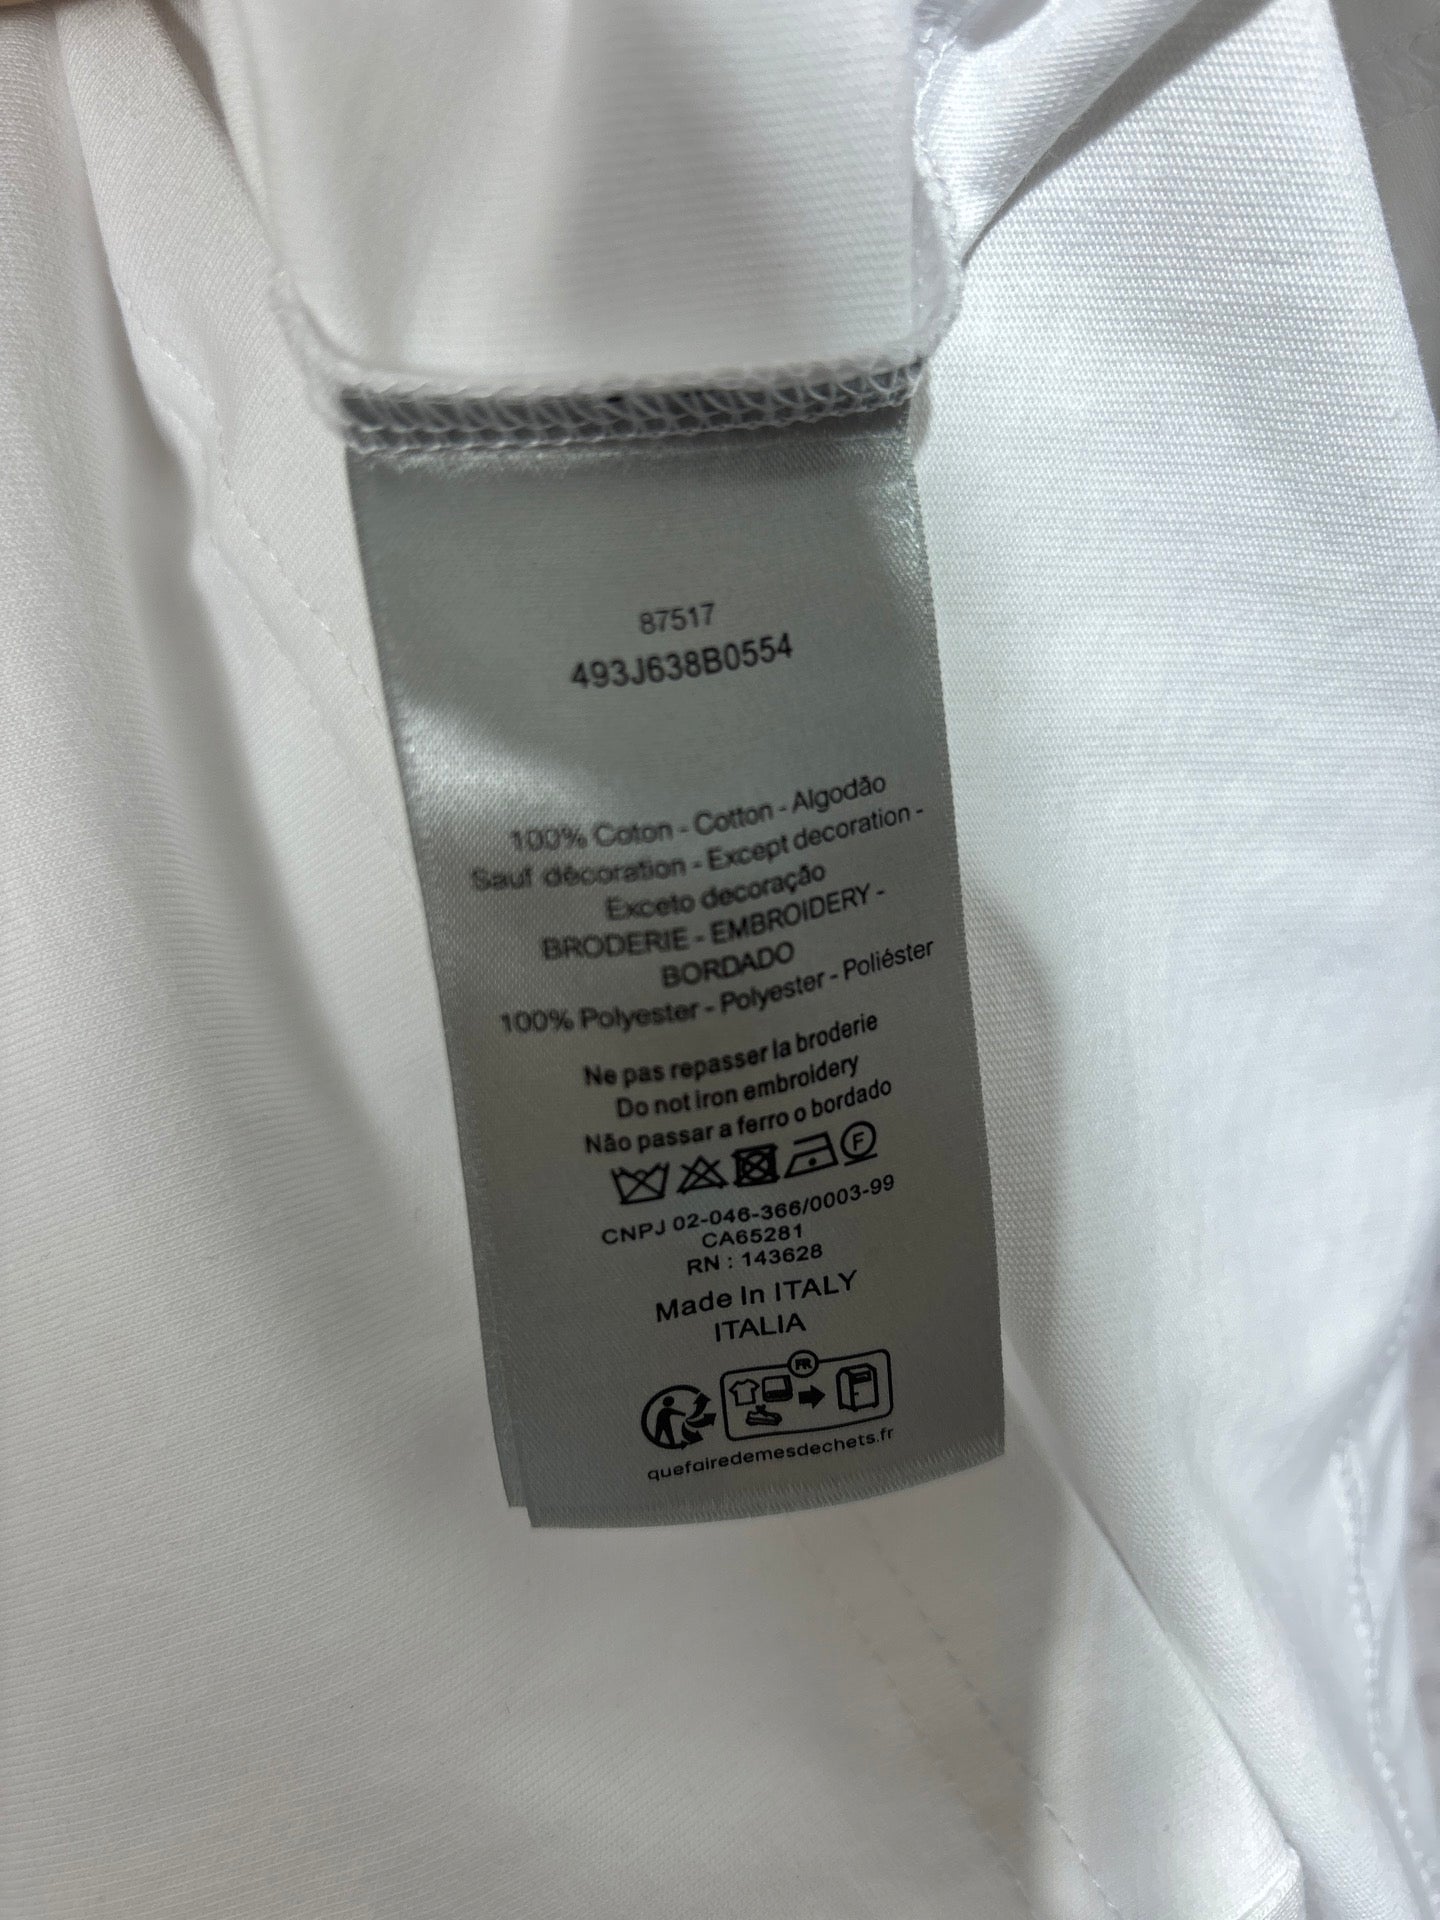 87517
493J638B0554
100% Coton - Cotton - Algodão
Sauf décoration - Except decoration -
Exceto decoração
BRODERIE - EMBROIDERY -
BORDADO
100% Polyester - Polyester - Poliéster
Ne pas repasser la broderie
Do not iron embroidery
Não passar a ferro o bordado
F
CNPJ 02-046-366/0003-99
CA65281
RN : 143628
Made In ITALY
ITALIA
FR
quefairedemesdechets.fr